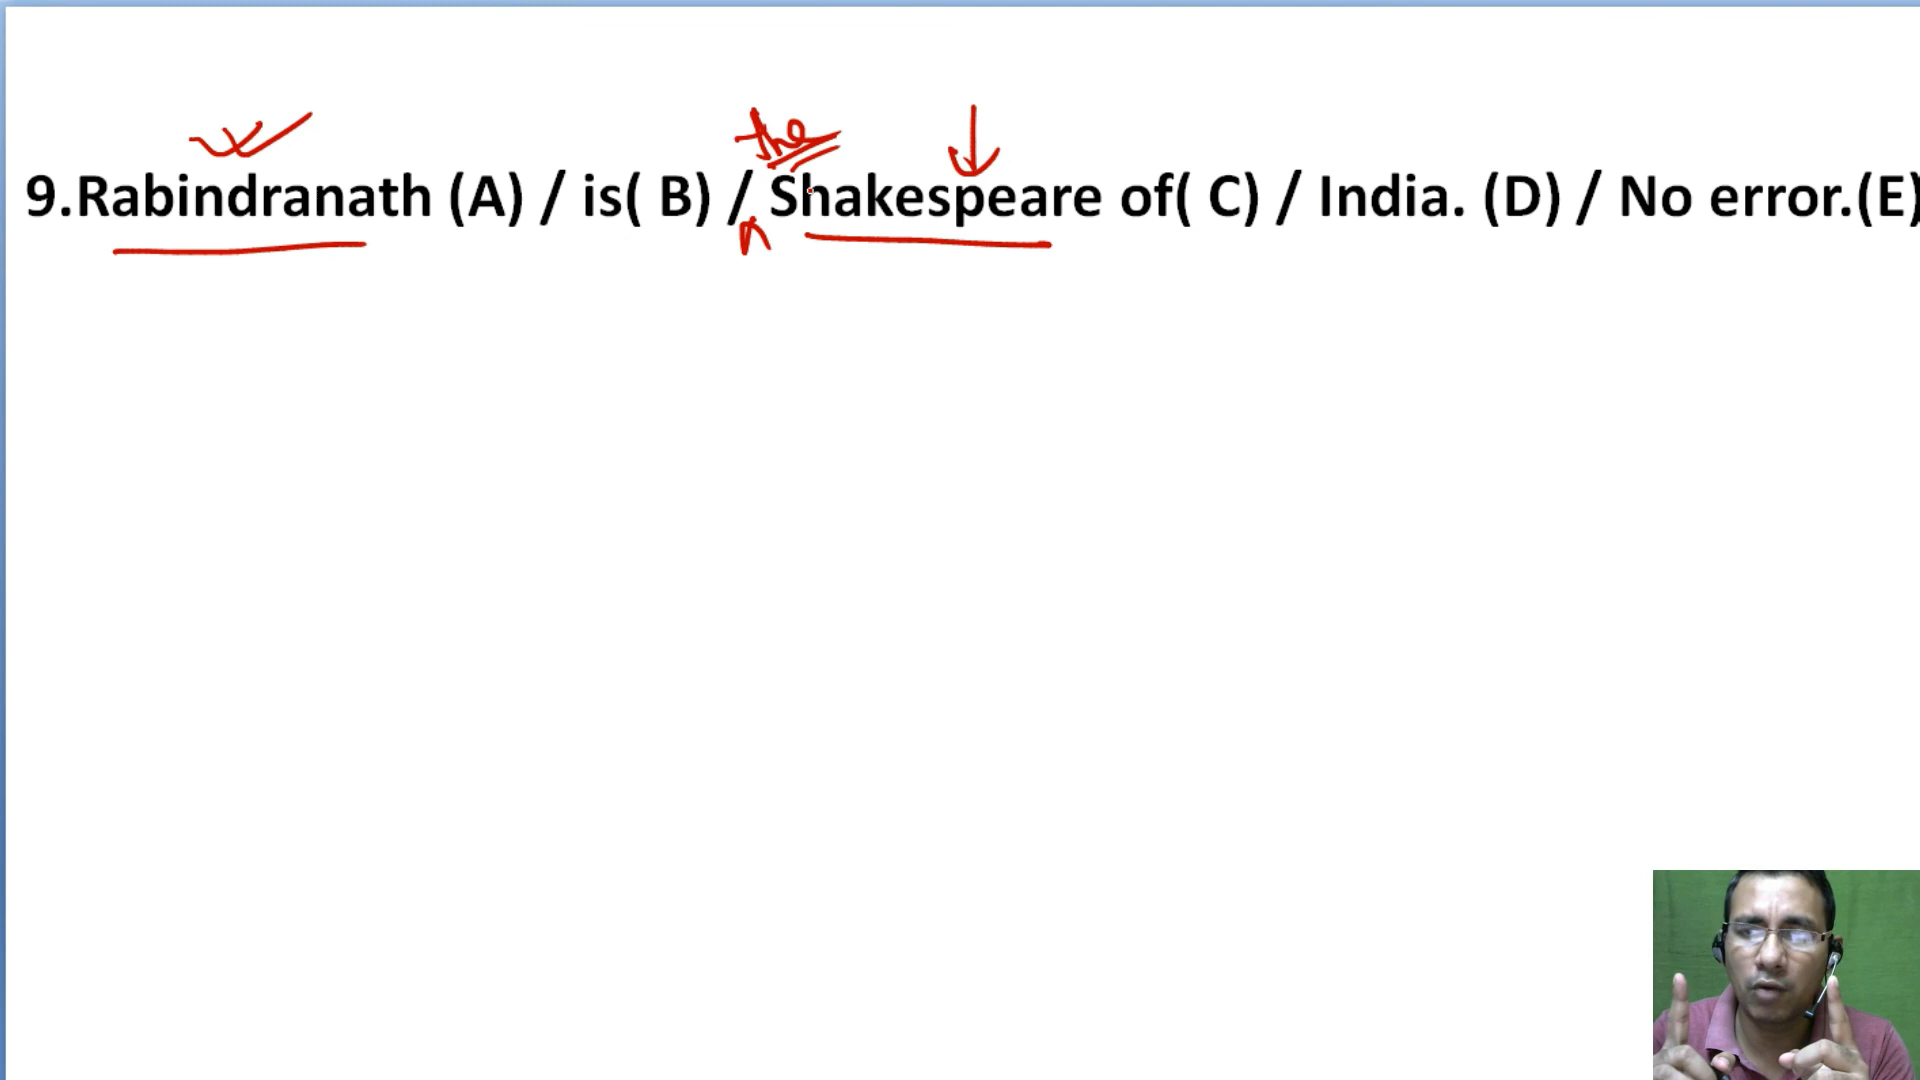 the
9.Rabindranath (A) / is( B) / Shakespeare of( C) / India. (D) / No error.(E)